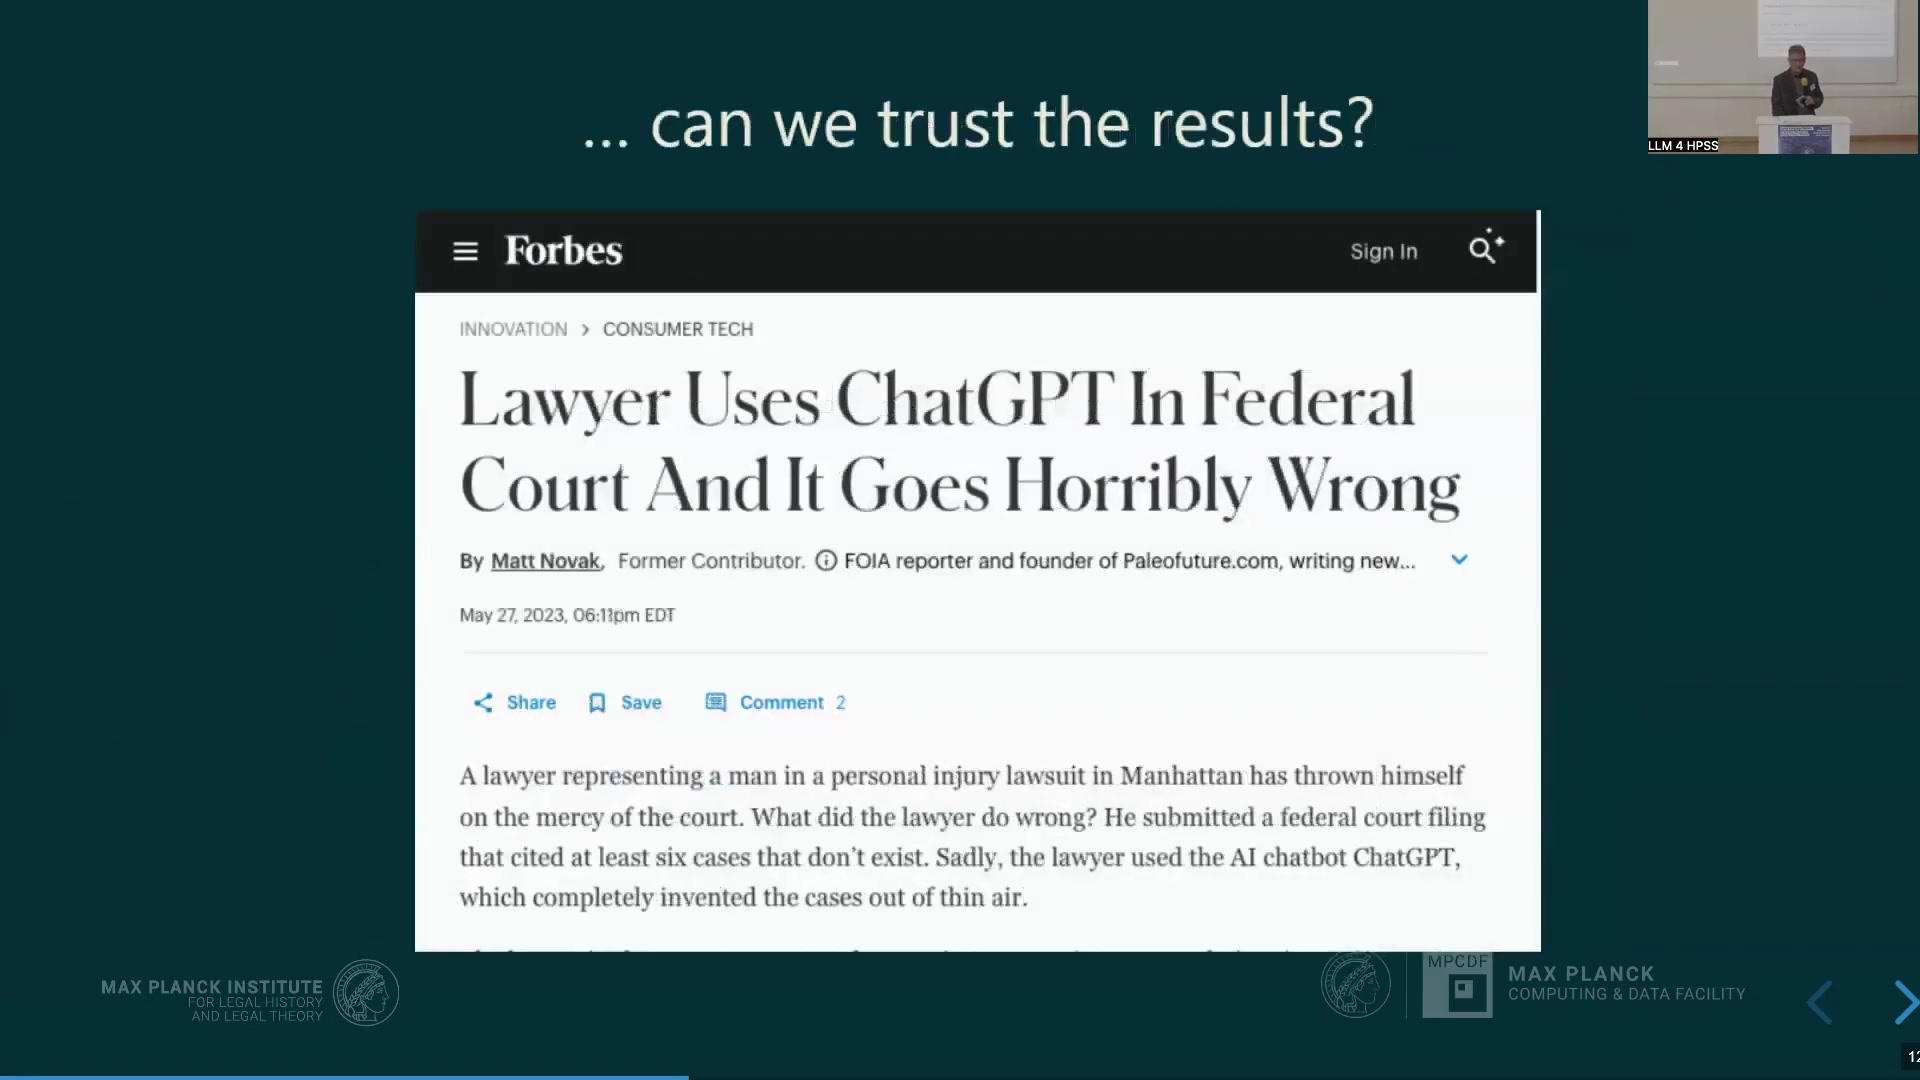 ... can we trust the results?
LLM 4 HPSS
Forbes
Sign In
INNOVATION > CONSUMER TECH
Lawyer Uses ChatGPT In Federal
Court And It Goes Horribly Wrong
By Matt Novak, Former Contributor. FOIA reporter and founder of Paleofuture.com, writing new...
May 27, 2023, 06:11pm EDT
Share Save Comment 2
A lawyer representing a man in a personal injury lawsuit in Manhattan has thrown himself
on the mercy of the court. What did the lawyer do wrong? He submitted a federal court filing
that cited at least six cases that don’t exist. Sadly, the lawyer used the AI chatbot ChatGPT,
which completely invented the cases out of thin air.
MAX PLANCK INSTITUTE
FOR LEGAL HISTORY
AND LEGAL THEORY
MPCDF
MAX PLANCK
COMPUTING & DATA FACILITY
12